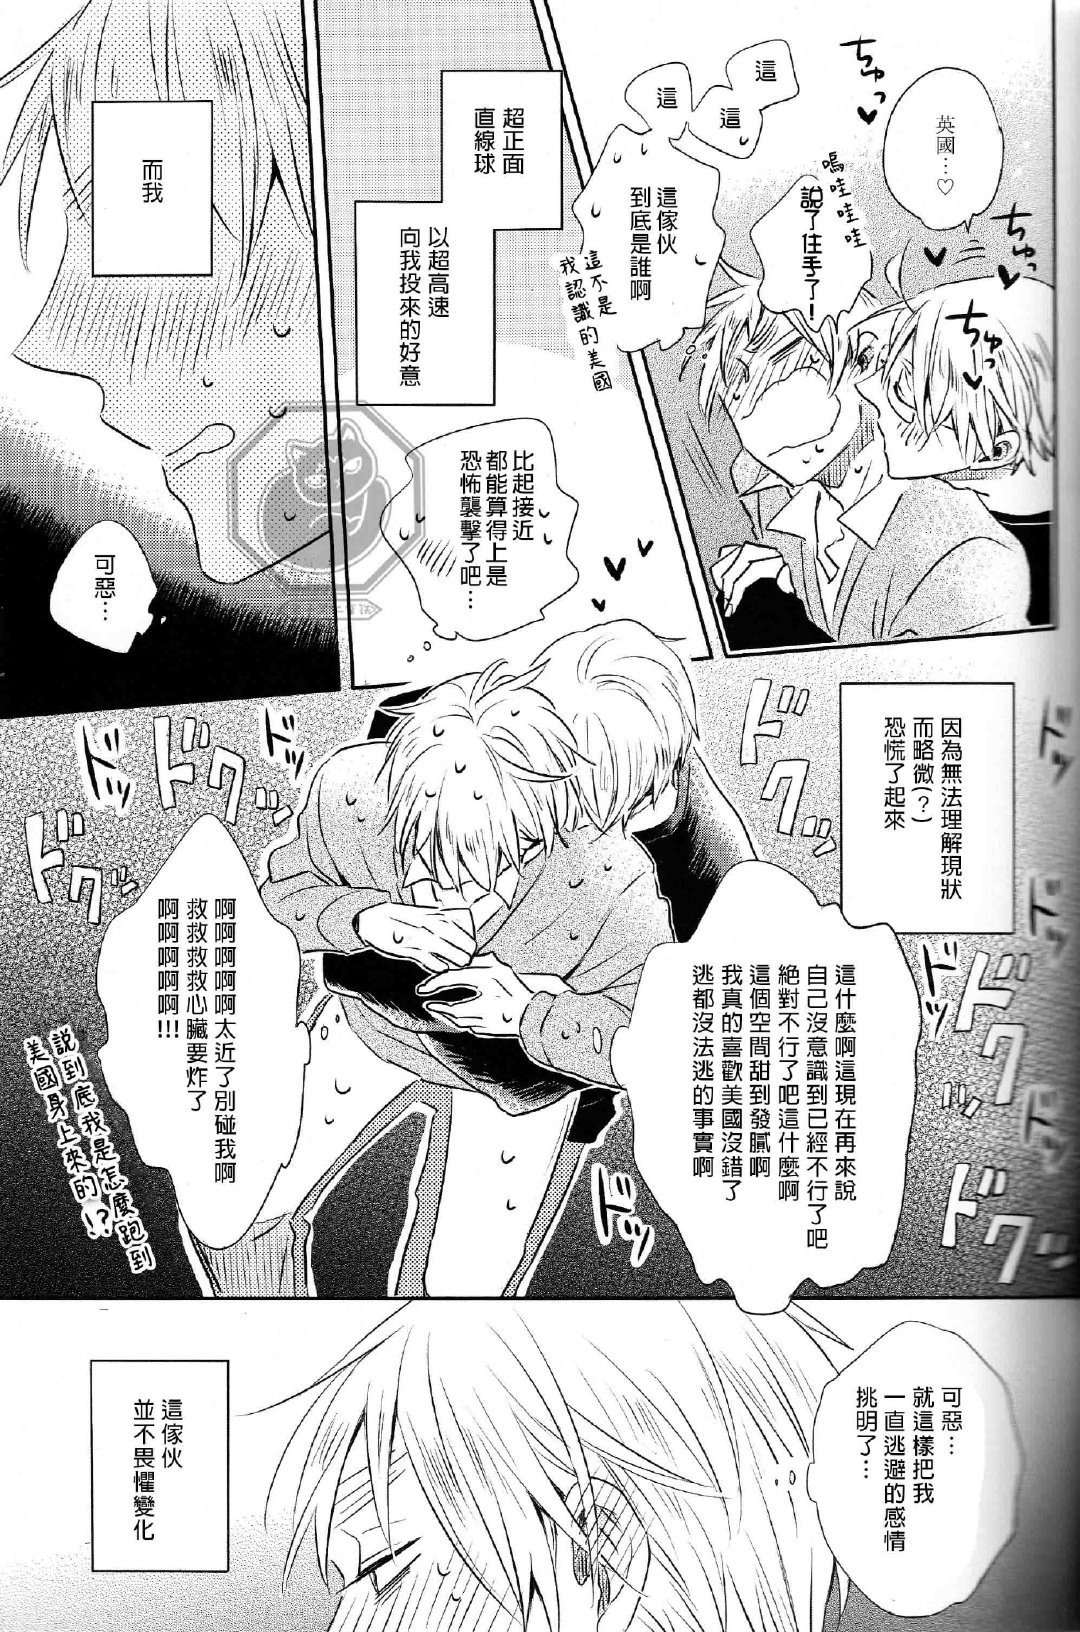 ちゅっ
英國…♡
ちゅっ
ちゅっ
嗚哇哇哇
說了住手了!
這
這
這
這傢伙
到底是誰啊
這不是
我認識的美國
超正面
直線球
以超高速
向我投來的好意
比起接近
都能算得上是
恐怖襲擊了吧…
而我
可惡…
因為無法理解現狀
而略微(?)
恐慌了起來
ドクン
ドクン
ドッ
ドクン
ドッ
ドクン
ドッ
ドクン
這什麼啊這現在再來說
自己沒意識到已經不行了吧
絕對不行了吧這什麼啊
這個空間甜到發膩啊
我真的喜歡美國沒錯了
逃都沒法逃的事實啊
啊啊啊啊啊太近了別碰我啊
救救救救心臟要炸了
啊啊啊啊啊!!!
說到底我是怎麼跑到
美國身上來的!?
可惡…
就這樣把我
一直逃避的感情
挑明了…
這傢伙
並不畏懼變化